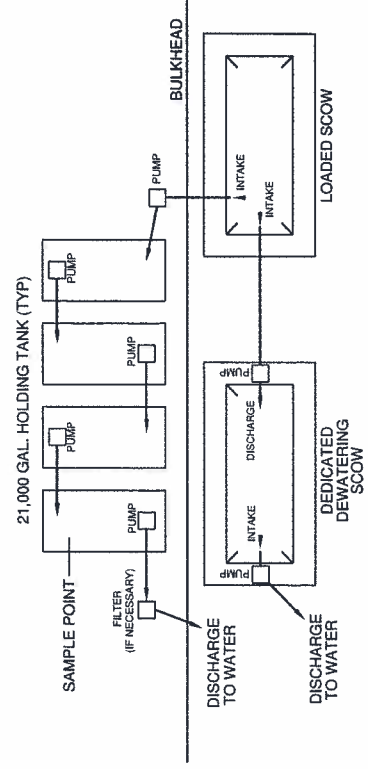 21,000 GAL. HOLDING TANK (TYP)
SAMPLE POINT
PUMP
PUMP
PUMP
PUMP
PUMP
FILTER
(IF NECESSARY)
DISCHARGE
TO WATER
BULKHEAD
DISCHARGE
TO WATER
PUMP
INTAKE
DISCHARGE
PUMP
INTAKE
INTAKE
DEDICATED
DEWATERING
SCOW
LOADED SCOW